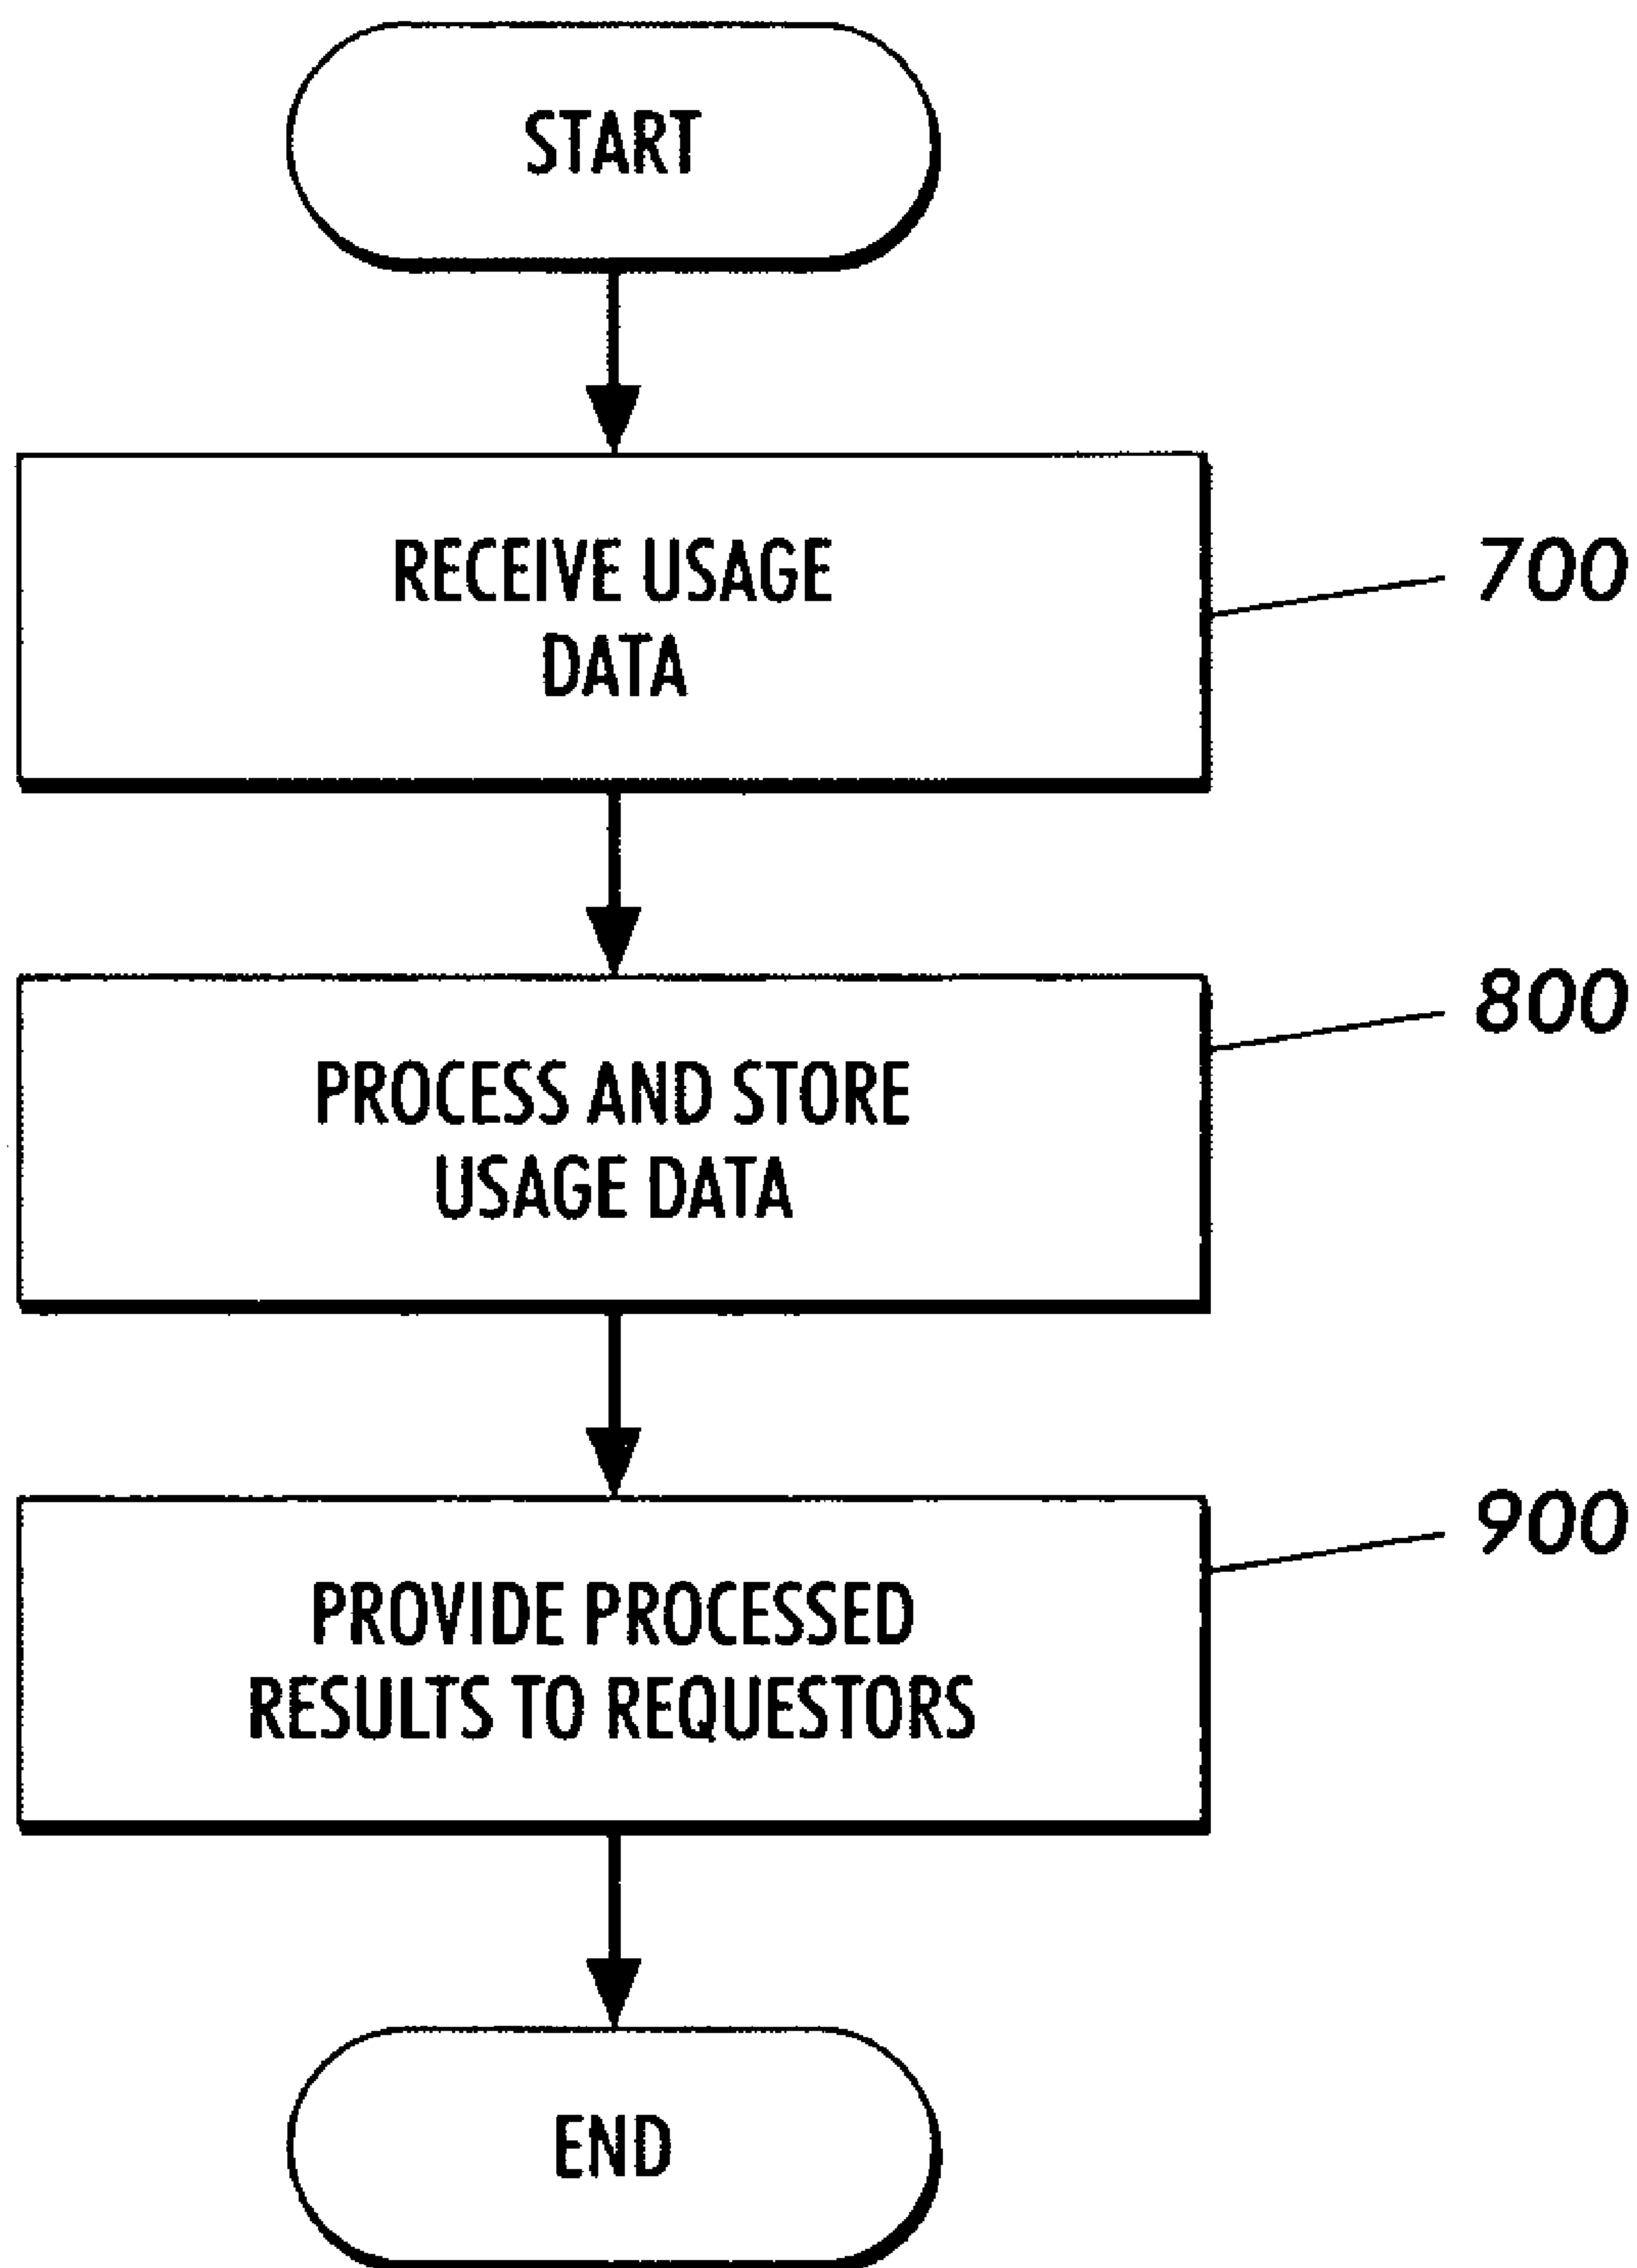 START
RECEIVE USAGE
DATA
700
PROCESS AND STORE
USAGE DATA
800
PROVIDE PROCESSED
RESULTS TO REQUESTORS
900
END